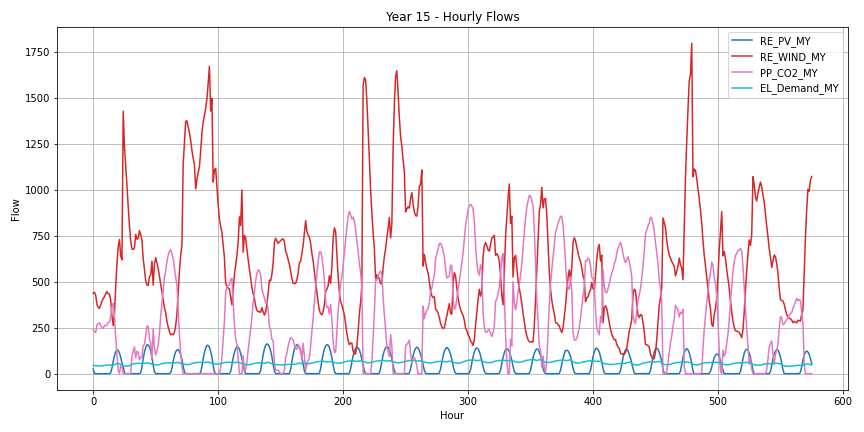 Year 15 - Hourly Flows
RE_PV_MY
RE_WIND_MY
PP_CO2_MY
EL_Demand_MY
1750
1500
1250
1000
750
500
250
0
Flow
0 100 200 300 400 500 600
Hour